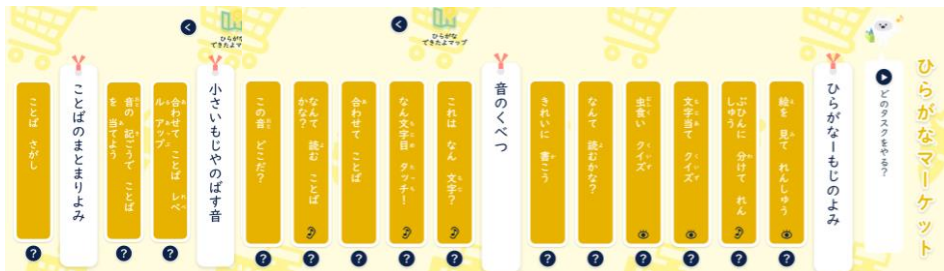 ひらがなマーケット
どのタスクをやる?
ひらがな一もじのよみ
絵を 見て れんしゅう
ぶひんに 分けて れん
しゅう
文字当て クイズ
虫食い クイズ
なんて 読むかな?
きれいに 書こう
音のくべつ
ひらがな
できたよマップ
これは なん 文字?
なん文字目 タッチ!
合わせて ことば
なんて 読む ことば
かな?
この音 どこだ?
小さいもじやのばす音
ひらがな
できたよマップ
合わせて ことば レベ
ル アップ
音の 記ごうで ことば
を 当てよう
ことばのまとまりよみ
ことば さがし